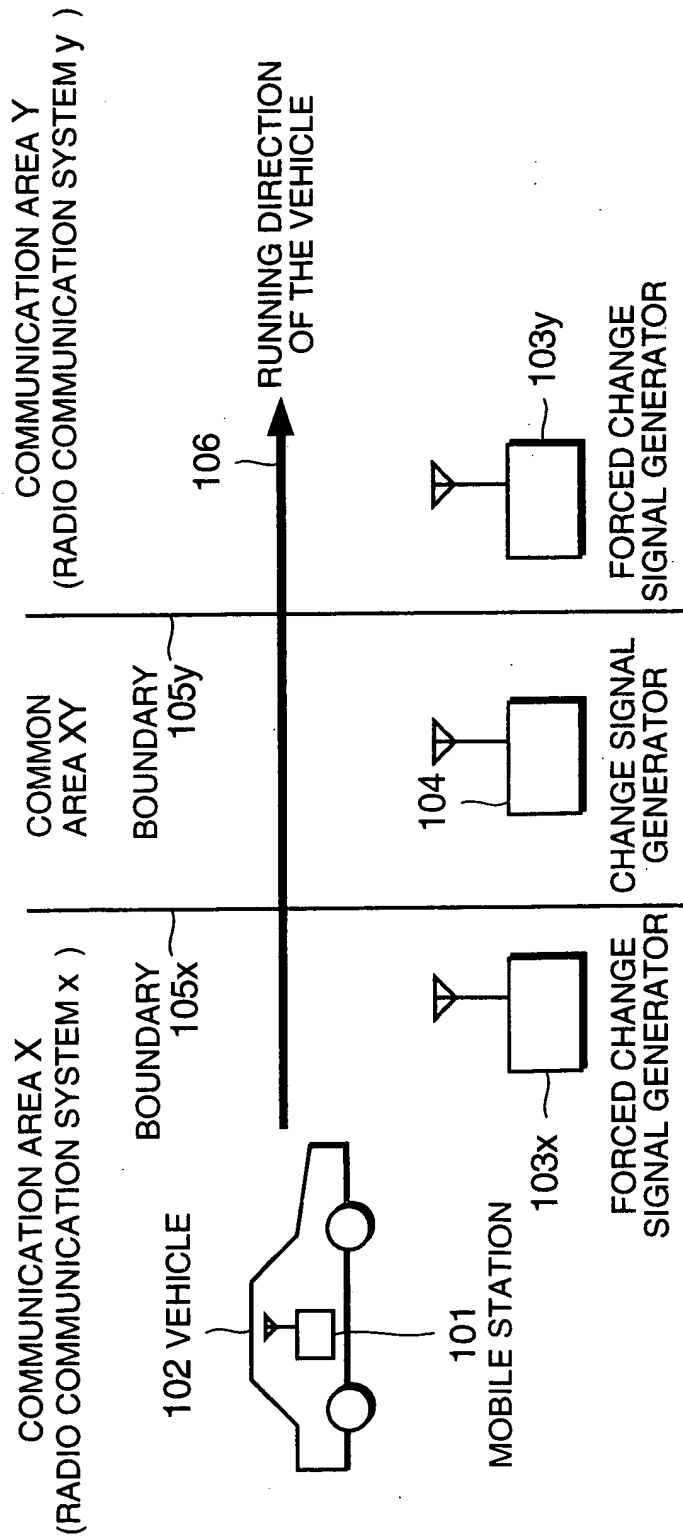 COMMUNICATION AREA X
(RADIO COMMUNICATION SYSTEM x )
COMMON
AREA XY
COMMUNICATION AREA Y
(RADIO COMMUNICATION SYSTEM y )
BOUNDARY
105x
BOUNDARY
105y
102 VEHICLE
106
RUNNING DIRECTION
OF THE VEHICLE
101
MOBILE STATION
103x
FORCED CHANGE
SIGNAL GENERATOR
104
CHANGE SIGNAL
GENERATOR
103y
FORCED CHANGE
SIGNAL GENERATOR